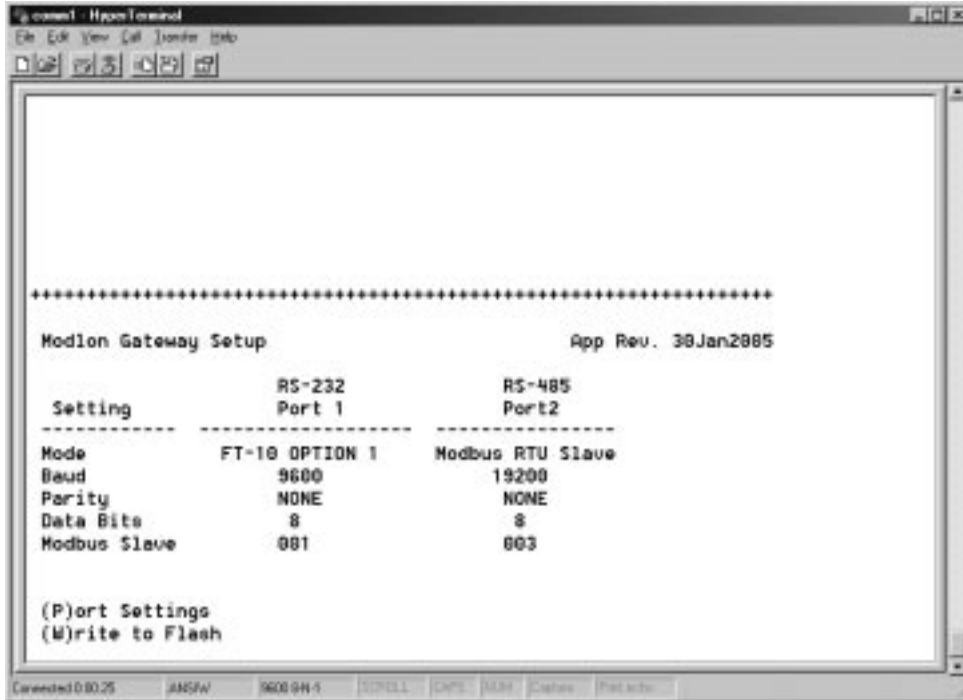 comm1 - HyperTerminal
File Edit View Call Transfer Help
++++++++++++++++++++++++++++++++++++++++++++++++++++++++++++++++++
Modlon Gateway Setup App Rev. 30Jan2005
RS-232 RS-485
Setting Port 1 Port2
------------ ------------------- ----------------
Mode FT-10 OPTION 1 Modbus RTU Slave
Baud 9600 19200
Parity NONE NONE
Data Bits 8 8
Modbus Slave 001 003
(P)ort Settings
(W)rite to Flash
Connected 0:00:25 ANSIW 9600 8-N-1 SCROLL CAPS NUM Capture Print echo